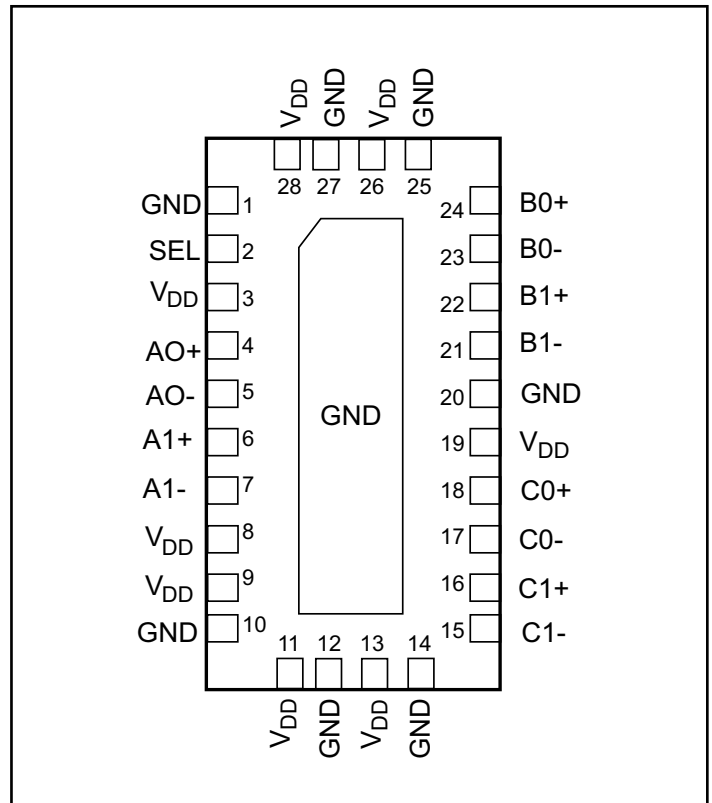 VDD GND VDD GND
28 27 26 25
GND 1
SEL 2
VDD 3
AO+ 4
AO- 5
A1+ 6
A1- 7
VDD 8
VDD 9
GND 10
GND
24 B0+
23 B0-
22 B1+
21 B1-
20 GND
19 VDD
18 C0+
17 C0-
16 C1+
15 C1-
11 12 13 14
VDD GND VDD GND